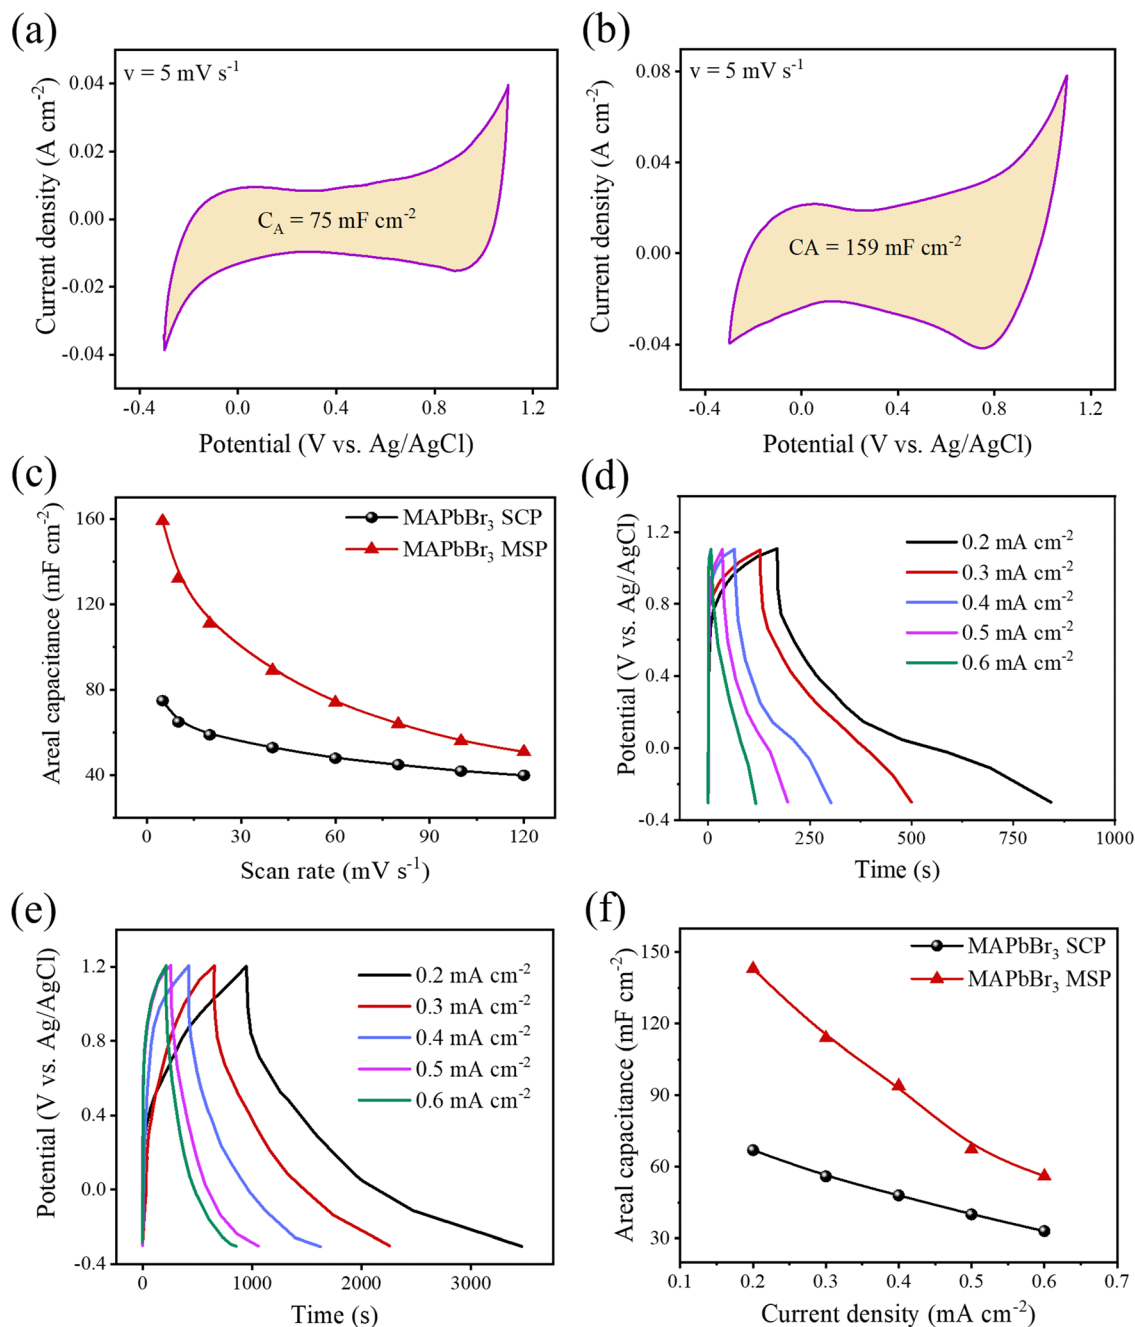 (a)
v = 5 mV s⁻¹
C_A = 75 mF cm⁻²
Current density (A cm⁻²)
0.04
0.02
0.00
-0.02
-0.04
-0.4 0.0 0.4 0.8 1.2
Potential (V vs. Ag/AgCl)
(b)
v = 5 mV s⁻¹
CA = 159 mF cm⁻²
Current density (A cm⁻²)
0.08
0.04
0.00
-0.04
-0.4 0.0 0.4 0.8 1.2
Potential (V vs. Ag/AgCl)
(c)
MAPbBr₃ SCP
MAPbBr₃ MSP
Areal capacitance (mF cm⁻²)
160
120
80
40
0 30 60 90 120
Scan rate (mV s⁻¹)
(d)
0.2 mA cm⁻²
0.3 mA cm⁻²
0.4 mA cm⁻²
0.5 mA cm⁻²
0.6 mA cm⁻²
Potential (V vs. Ag/AgCl)
1.2
0.8
0.4
0.0
-0.4
0 250 500 750 1000
Time (s)
(e)
0.2 mA cm⁻²
0.3 mA cm⁻²
0.4 mA cm⁻²
0.5 mA cm⁻²
0.6 mA cm⁻²
Potential (V vs. Ag/AgCl)
1.2
0.8
0.4
0.0
-0.4
0 1000 2000 3000
Time (s)
(f)
MAPbBr₃ SCP
MAPbBr₃ MSP
Areal capacitance (mF cm⁻²)
150
120
90
60
30
0.1 0.2 0.3 0.4 0.5 0.6 0.7
Current density (mA cm⁻²)